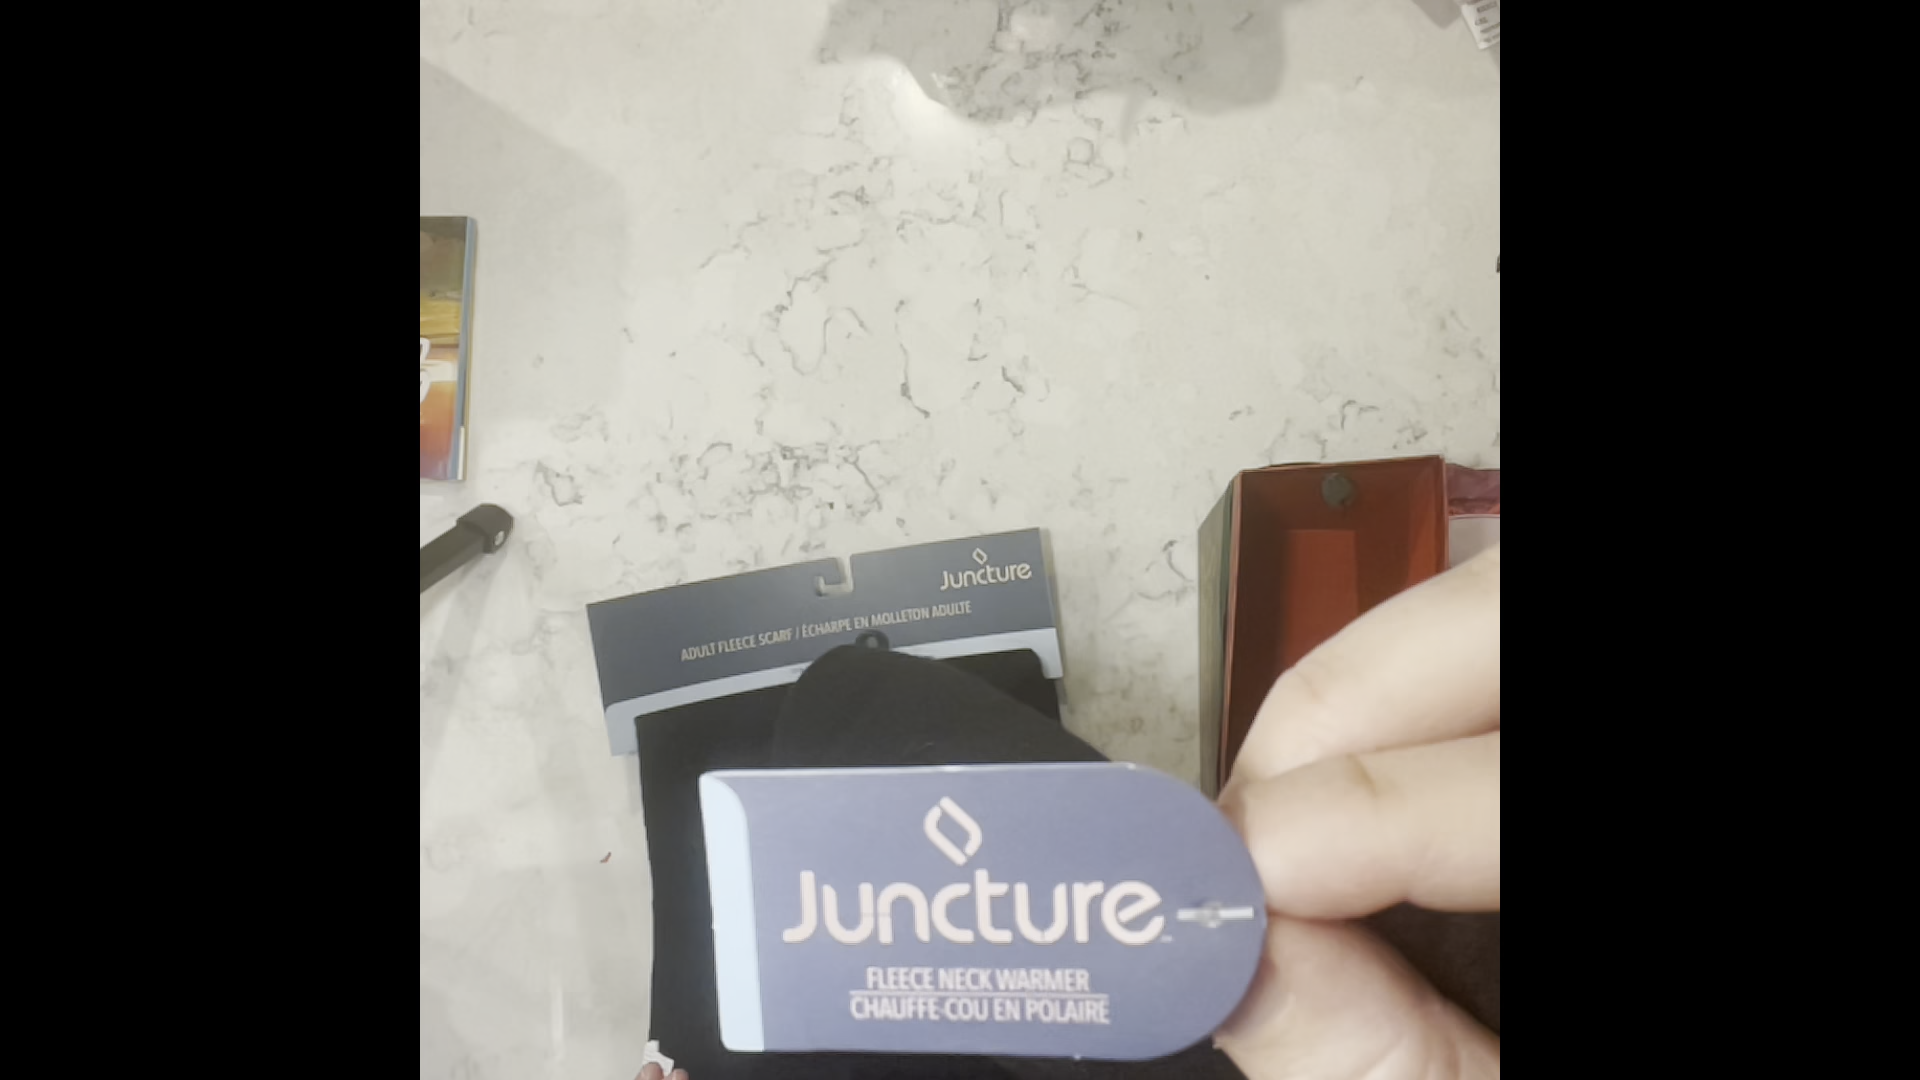 Juncture
ADULT FLEECE SCARF / ÉCHARPE EN MOLLETON ADULTE
Juncture
FLEECE NECK WARMER
CHAUFFE-COU EN POLAIRE